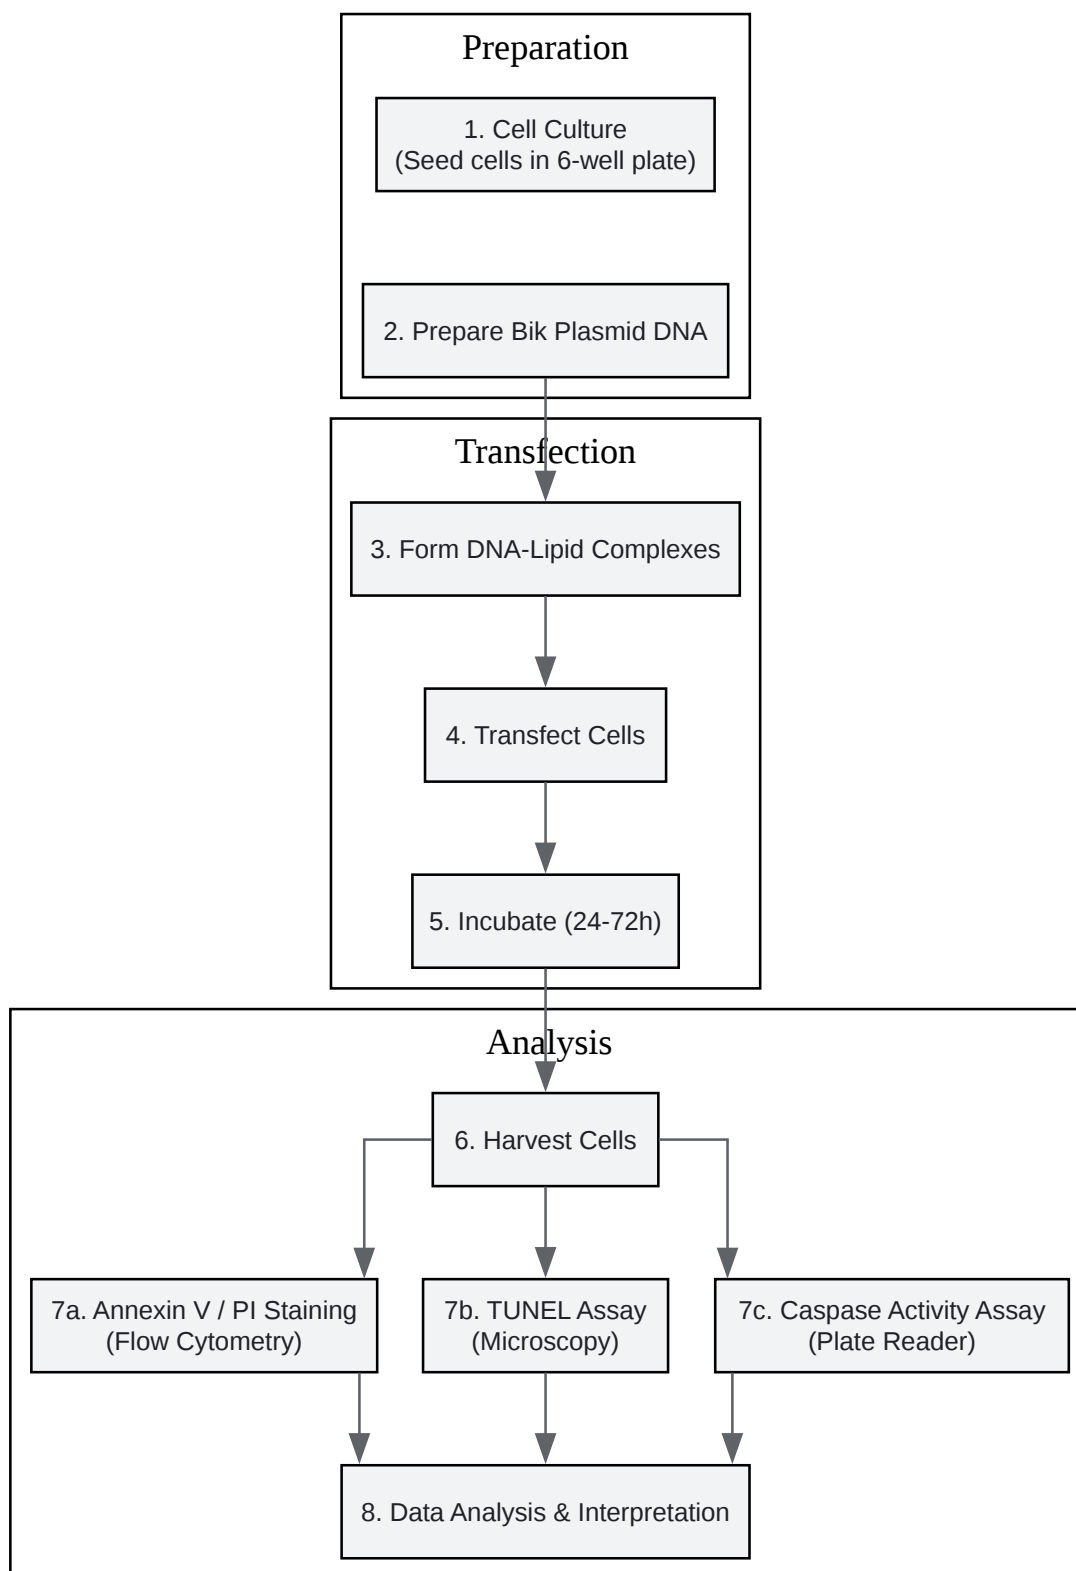 Preparation
1. Cell Culture
(Seed cells in 6-well plate)
2. Prepare Bik Plasmid DNA
Transfection
3. Form DNA-Lipid Complexes
4. Transfect Cells
5. Incubate (24-72h)
Analysis
6. Harvest Cells
7a. Annexin V / PI Staining
(Flow Cytometry)
7b. TUNEL Assay
(Microscopy)
7c. Caspase Activity Assay
(Plate Reader)
8. Data Analysis & Interpretation